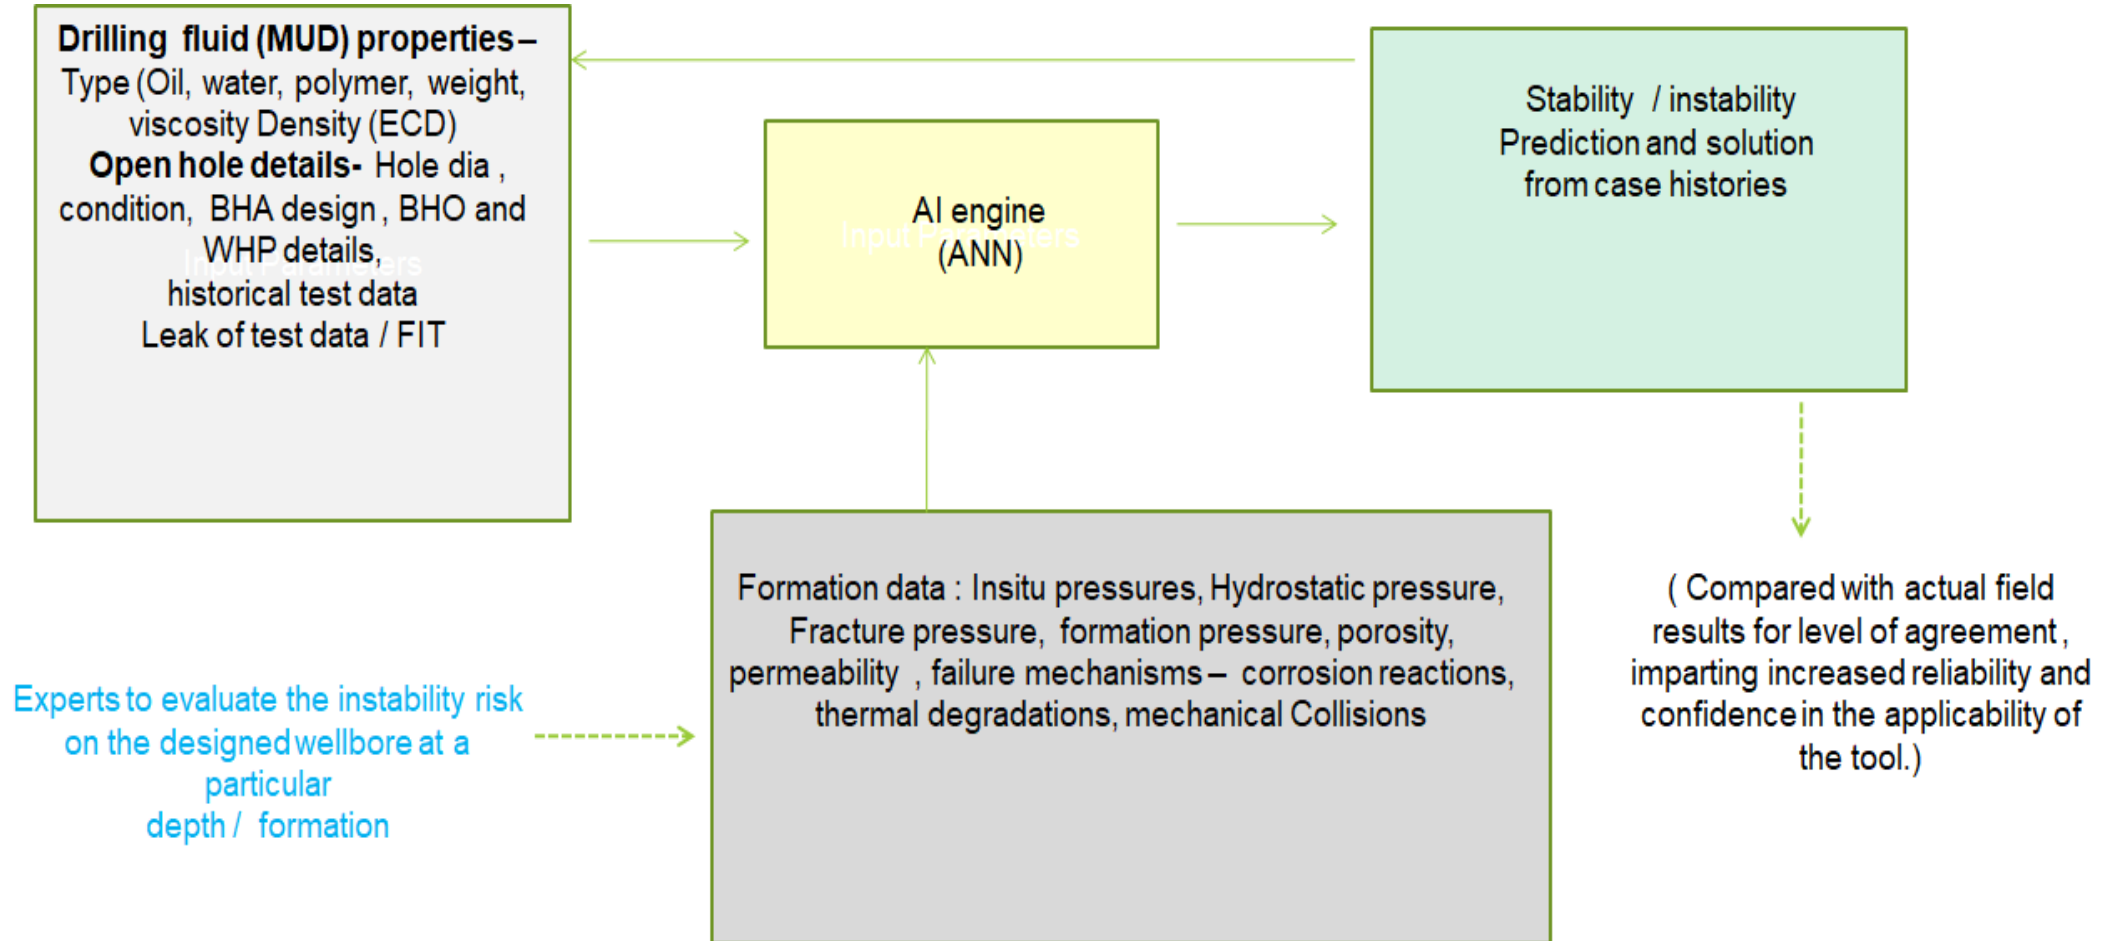 Drilling fluid (MUD) properties –
Type (Oil, water, polymer, weight,
viscosity Density (ECD)
Open hole details- Hole dia ,
condition, BHA design , BHO and
WHP details,
Input Parameters
historical test data
Leak of test data / FIT
AI engine
Input Parameters
(ANN)
Stability / instability
Prediction and solution
from case histories
Formation data : Insitu pressures, Hydrostatic pressure,
Fracture pressure, formation pressure, porosity,
permeability , failure mechanisms – corrosion reactions,
thermal degradations, mechanical Collisions
Experts to evaluate the instability risk
on the designed wellbore at a
particular
depth / formation
( Compared with actual field
results for level of agreement ,
imparting increased reliability and
confidence in the applicability of
the tool.)